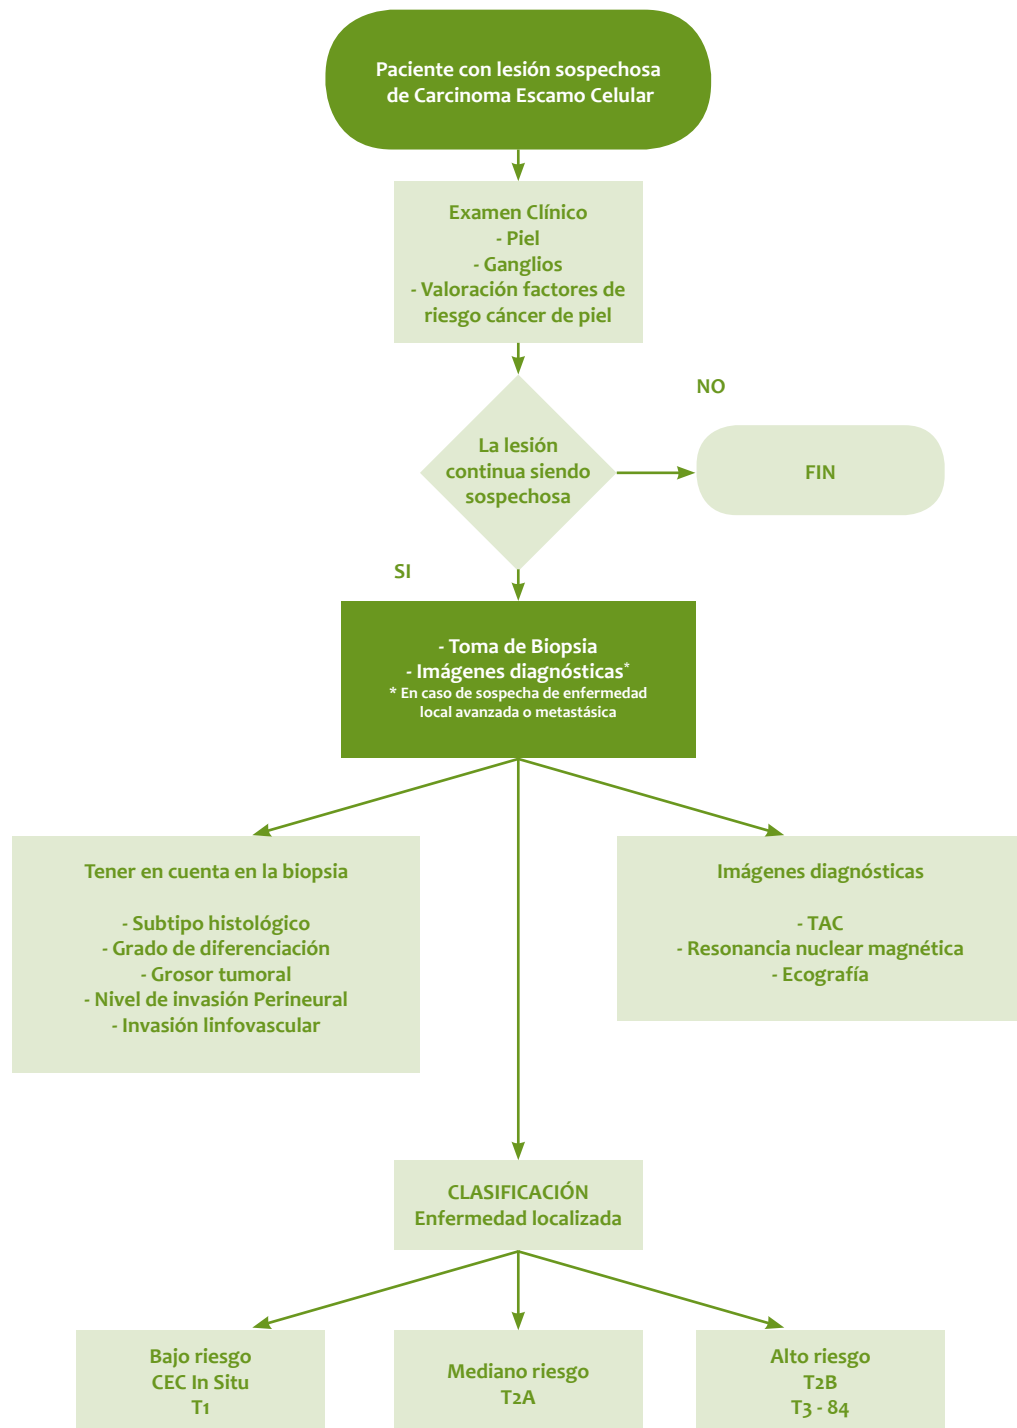 Paciente con lesión sospechosa
de Carcinoma Escamo Celular
Examen Clínico
- Piel
- Ganglios
- Valoración factores de
riesgo cáncer de piel
NO
La lesión
continua siendo
sospechosa
FIN
SI
- Toma de Biopsia
- Imágenes diagnósticas*
* En caso de sospecha de enfermedad
local avanzada o metastásica
Tener en cuenta en la biopsia
- Subtipo histológico
- Grado de diferenciación
- Grosor tumoral
- Nivel de invasión Perineural
- Invasión linfovascular
Imágenes diagnósticas
- TAC
- Resonancia nuclear magnética
- Ecografía
CLASIFICACIÓN
Enfermedad localizada
Bajo riesgo
CEC In Situ
T1
Mediano riesgo
T2A
Alto riesgo
T2B
T3 - 84